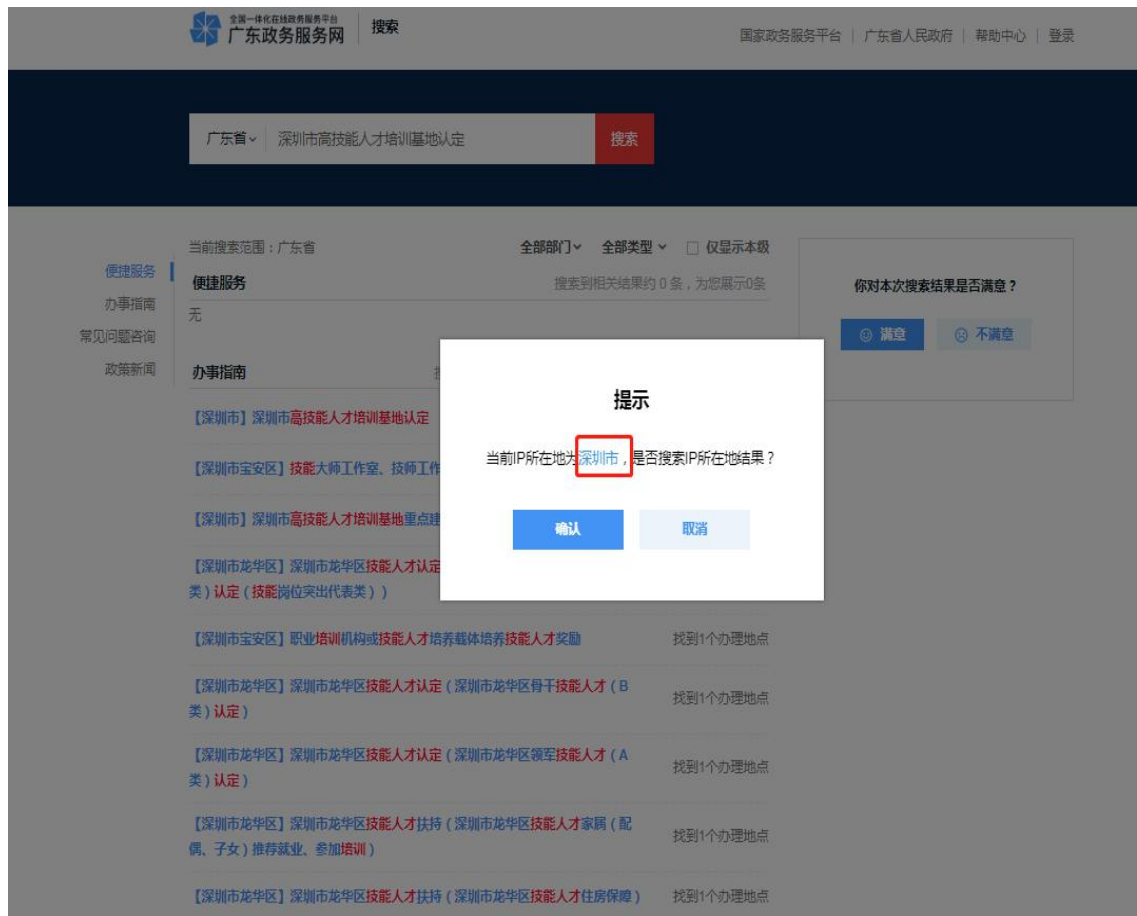 全国一体化在线政务服务平台
广东政务服务网
搜索
国家政务服务平台 | 广东省人民政府 | 帮助中心 | 登录
广东省 深圳市高技能人才培训基地认定 搜索
当前搜索范围：广东省 全部部门 全部类型 仅显示本级
便捷服务
办事指南
常见问题咨询
政策新闻
便捷服务 搜索到相关结果约 0 条，为您展示0条
无
你对本次搜索结果是否满意？
满意 不满意
办事指南
【深圳市】深圳市高技能人才培训基地认定
【深圳市宝安区】技能大师工作室、技师工作
【深圳市】深圳市高技能人才培训基地重点建
【深圳市龙华区】深圳市龙华区技能人才认定
类）认定（技能岗位突出代表类））
提示
当前IP所在地为深圳市，是否搜索IP所在地结果？
确认 取消
【深圳市宝安区】职业培训机构或技能人才培养载体培养技能人才奖励 找到1个办理地点
【深圳市龙华区】深圳市龙华区技能人才认定（深圳市龙华区骨干技能人才（B
类）认定） 找到1个办理地点
【深圳市龙华区】深圳市龙华区技能人才认定（深圳市龙华区领军技能人才（A
类）认定） 找到1个办理地点
【深圳市龙华区】深圳市龙华区技能人才扶持（深圳市龙华区技能人才家属（配
偶、子女）推荐就业、参加培训） 找到1个办理地点
【深圳市龙华区】深圳市龙华区技能人才扶持（深圳市龙华区技能人才住房保障） 找到1个办理地点